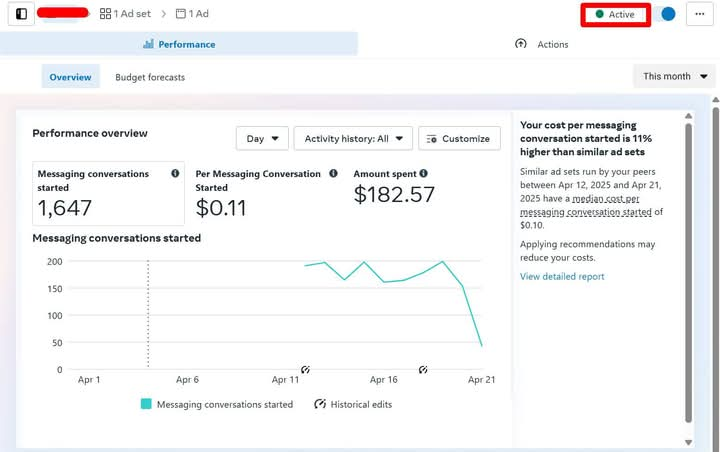 1 Ad set
1 Ad
Active
Performance
Actions
Overview
Budget forecasts
This month
Performance overview
Day
Activity history: All
Customize
Messaging conversations
started
1,647
Per Messaging Conversation
Started
$0.11
Amount spent
$182.57
Messaging conversations started
200
150
100
50
0
Apr 1
Apr 6
Apr 11
Apr 16
Apr 21
Messaging conversations started
Historical edits
Your cost per messaging
conversation started is 11%
higher than similar ad sets
Similar ad sets run by your peers
between Apr 12, 2025 and Apr 21,
2025 have a median cost per
messaging conversation started of
$0.10.
Applying recommendations may
reduce your costs.
View detailed report